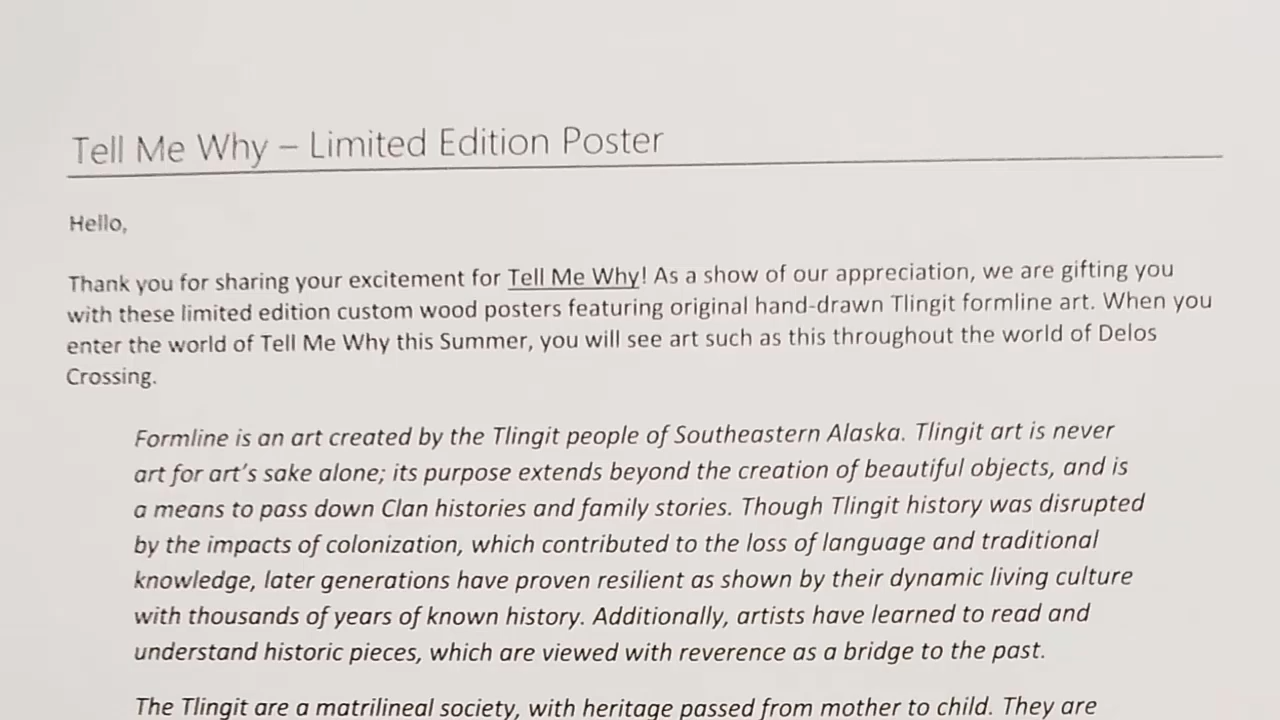 Tell Me Why – Limited Edition Poster
Hello,
Thank you for sharing your excitement for Tell Me Why! As a show of our appreciation, we are gifting you
with these limited edition custom wood posters featuring original hand-drawn Tlingit formline art. When you
enter the world of Tell Me Why this Summer, you will see art such as this throughout the world of Delos
Crossing.
Formline is an art created by the Tlingit people of Southeastern Alaska. Tlingit art is never
art for art's sake alone; its purpose extends beyond the creation of beautiful objects, and is
a means to pass down Clan histories and family stories. Though Tlingit history was disrupted
by the impacts of colonization, which contributed to the loss of language and traditional
knowledge, later generations have proven resilient as shown by their dynamic living culture
with thousands of years of known history. Additionally, artists have learned to read and
understand historic pieces, which are viewed with reverence as a bridge to the past.
The Tlingit are a matrilineal society, with heritage passed from mother to child. They are